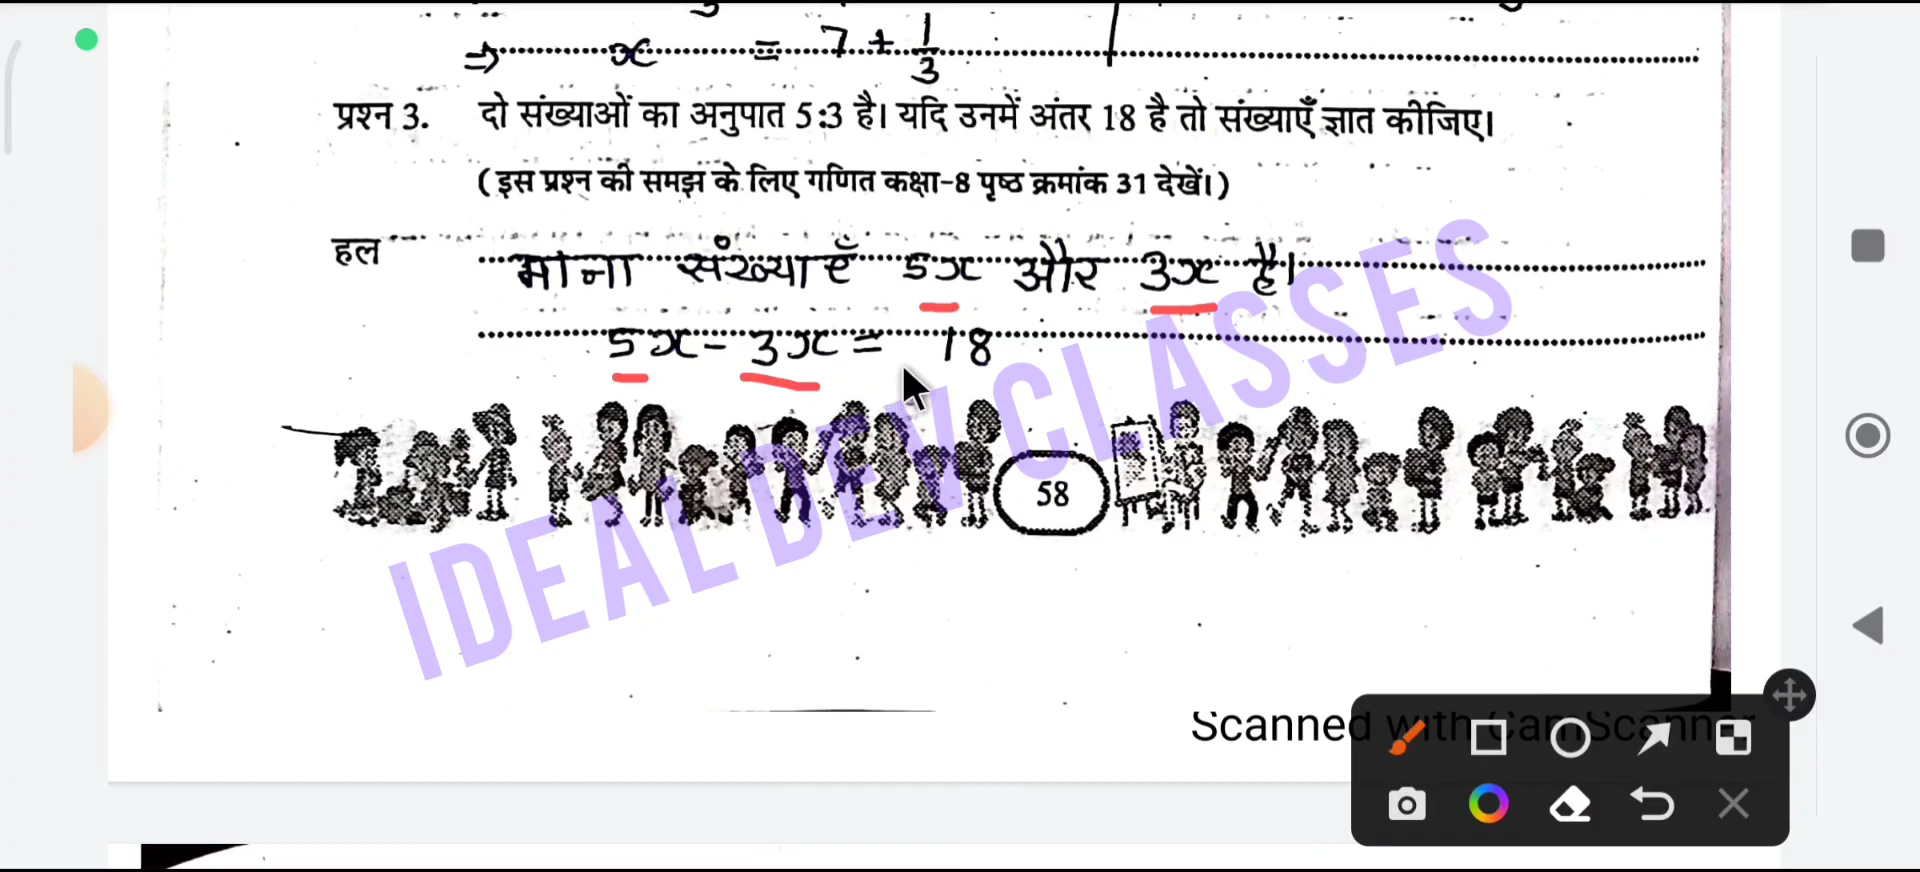 ⇒ x = 7 + 1/3
प्रश्न 3. दो संख्याओं का अनुपात 5:3 है। यदि उनमें अंतर 18 है तो संख्याएँ ज्ञात कीजिए।
(इस प्रश्न की समझ के लिए गणित कक्षा-8 पृष्ठ क्रमांक 31 देखें।)
हल माना संख्याएँ 5x और 3x है।
5x - 3x = 18
58
IDEAL DEV CLASSES
Scanned with CamScanner